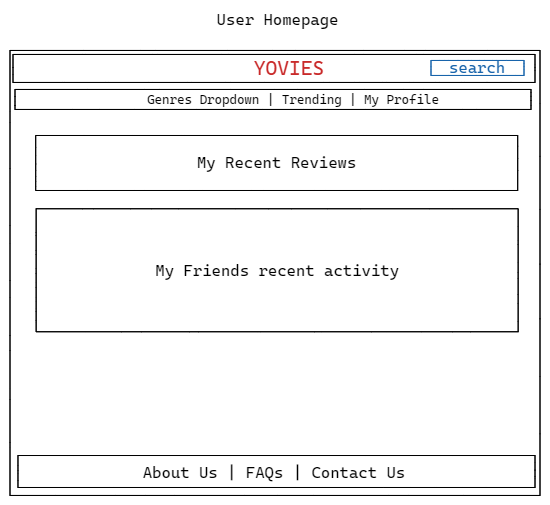 User Homepage
YOVIES
search
Genres Dropdown | Trending | My Profile
My Recent Reviews
My Friends recent activity
About Us | FAQs | Contact Us